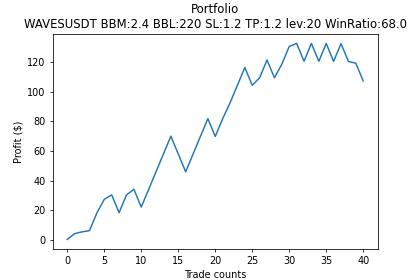 Portfolio
WAVESUSDT BBM:2.4 BBL:220 SL:1.2 TP:1.2 lev:20 WinRatio:68.0
120
100
80
60
40
20
0
Profit ($)
0 5 10 15 20 25 30 35 40
Trade counts